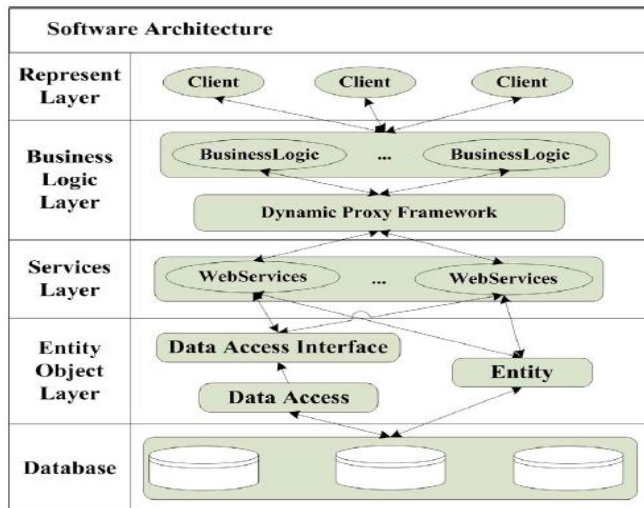 Software Architecture
Represent
Layer
Client
Client
Client
Business
Logic
Layer
BusinessLogic
...
BusinessLogic
Dynamic Proxy Framework
Services
Layer
WebServices
...
WebServices
Entity
Object
Layer
Data Access Interface
Entity
Data Access
Database